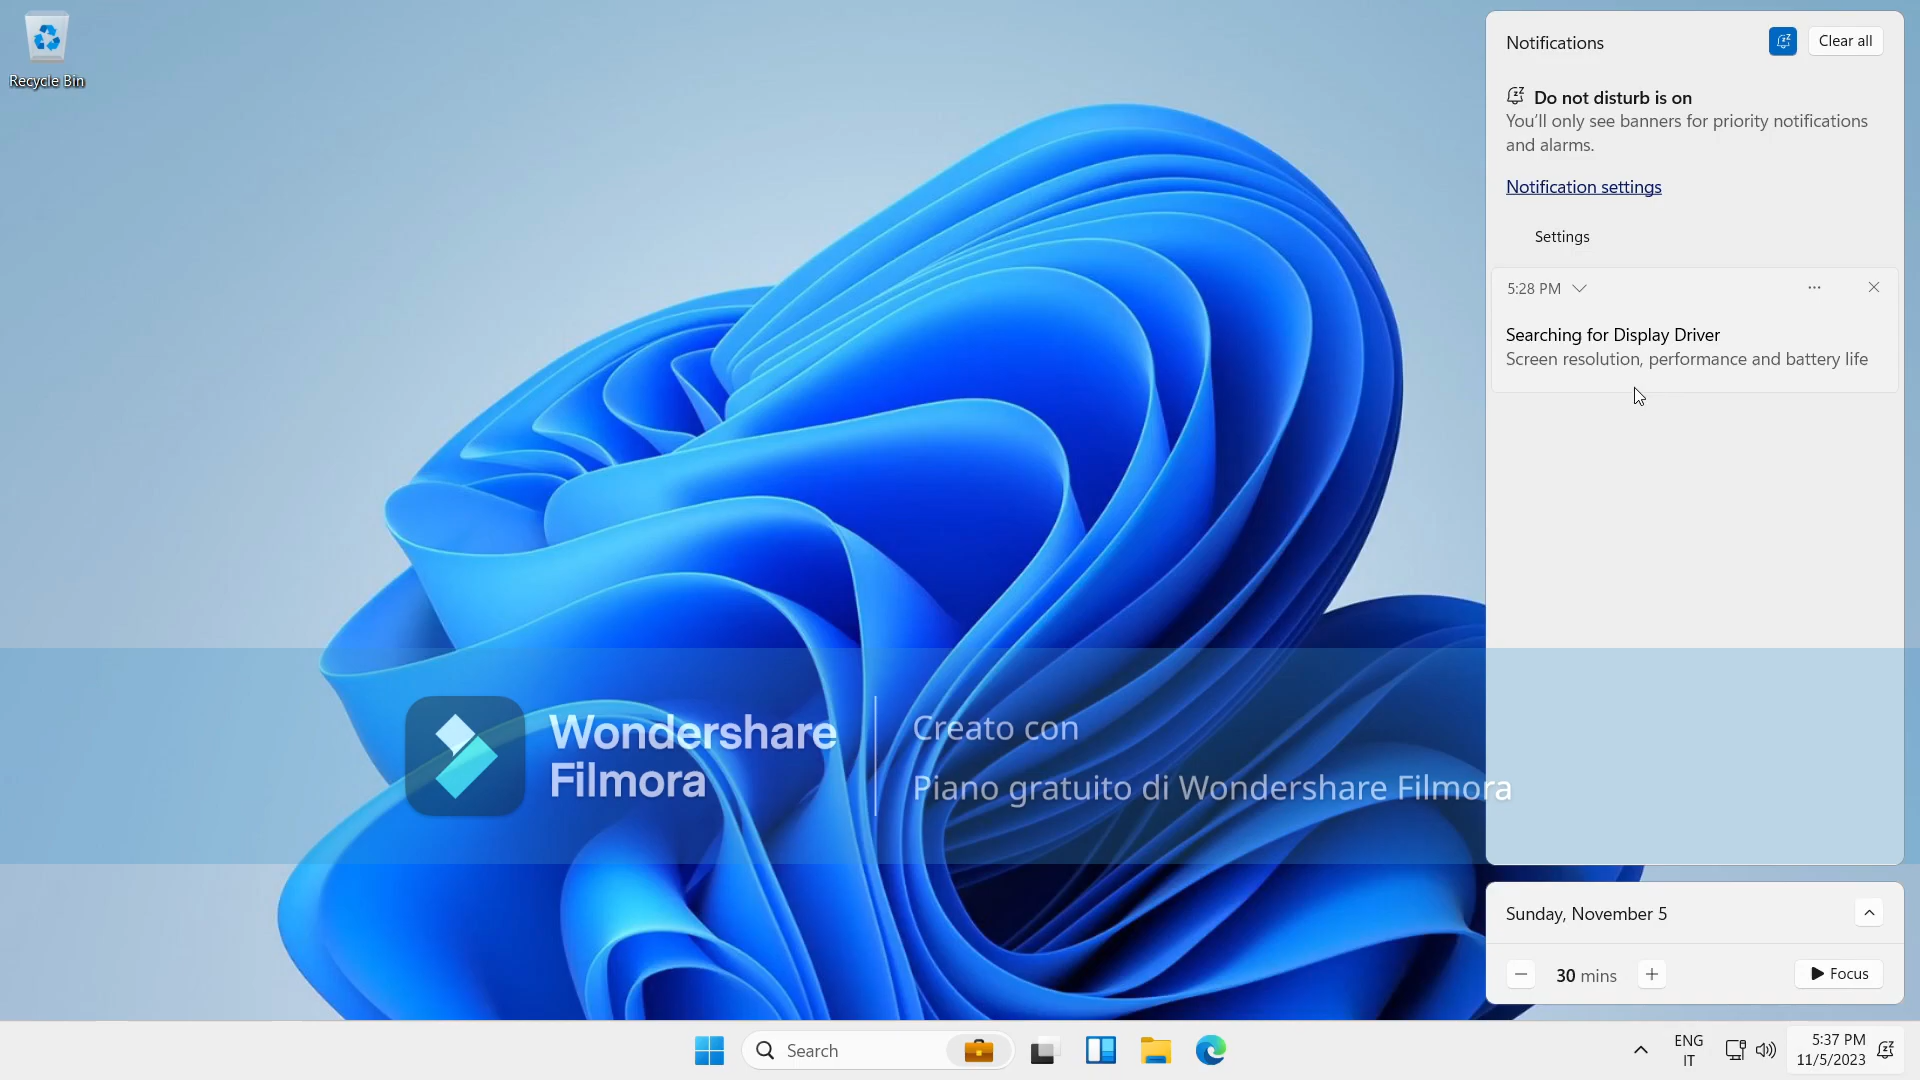 Recycle Bin
Notifications
Clear all
Do not disturb is on
You'll only see banners for priority notifications
and alarms.
Notification settings
Settings
5:28 PM
Searching for Display Driver
Screen resolution, performance and battery life
Wondershare
Filmora
Creato con
Piano gratuito di Wondershare Filmora
Sunday, November 5
30 mins
Focus
Search
ENG
IT
5:37 PM
11/5/2023